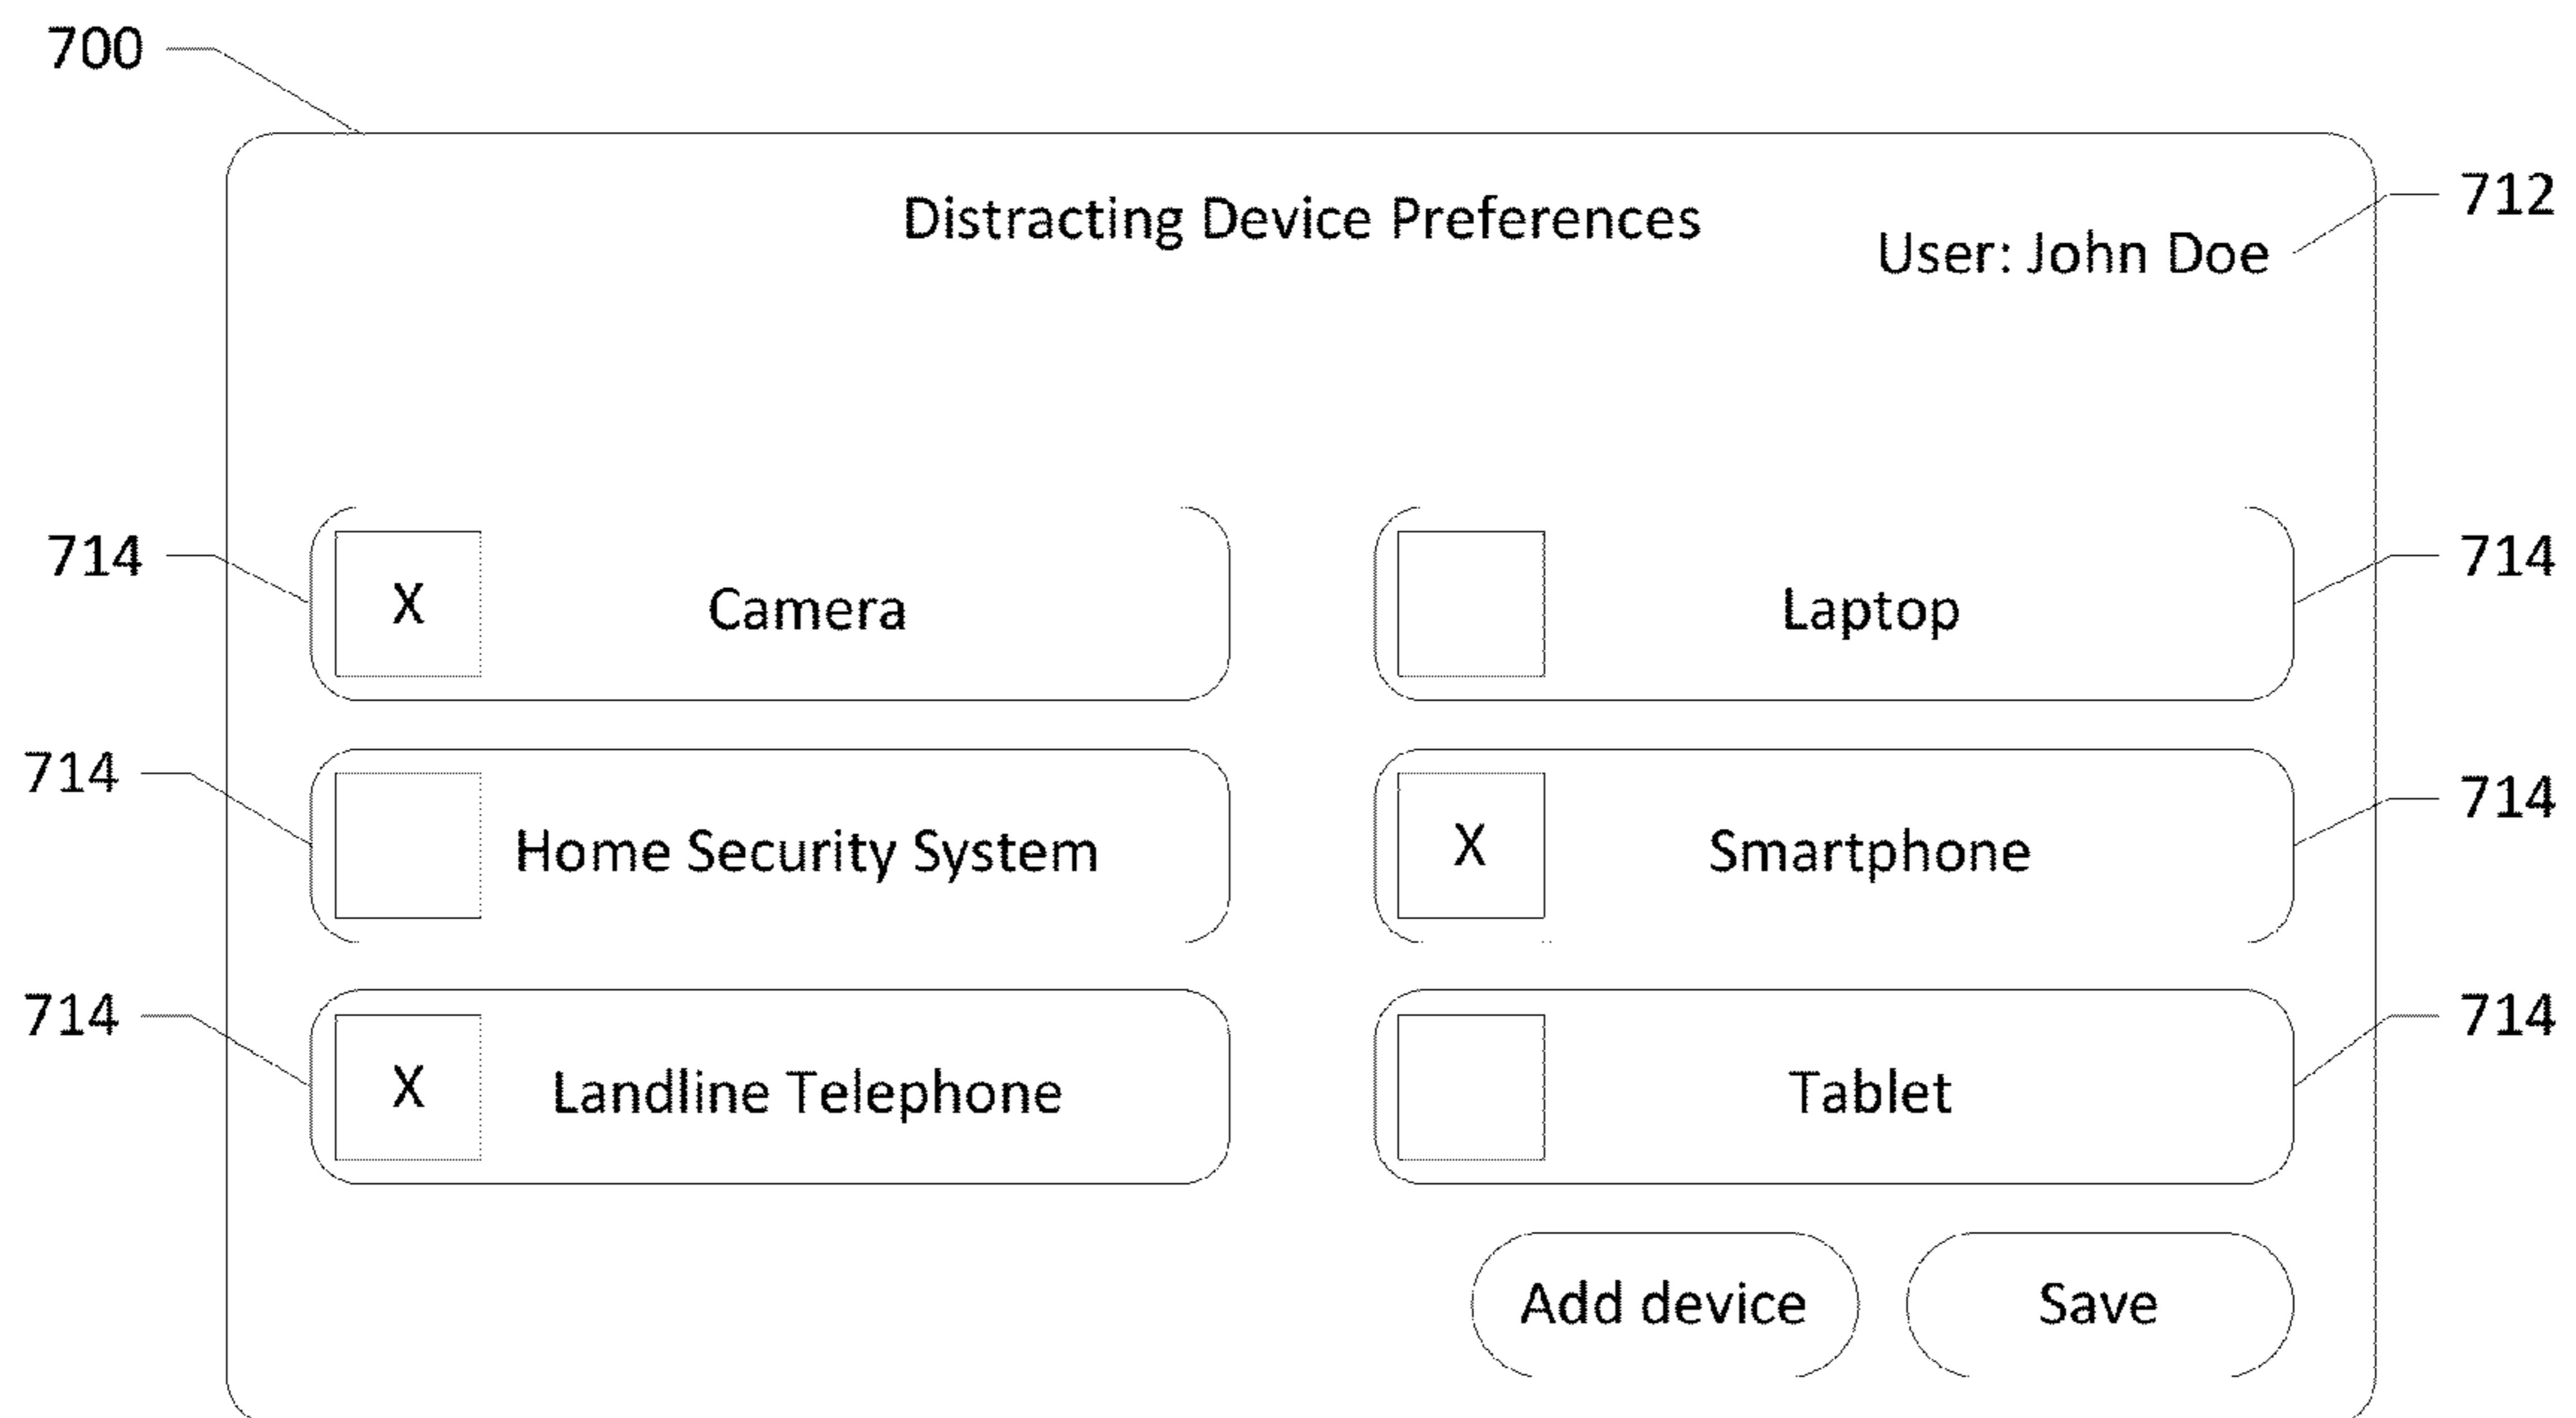 700
Distracting Device Preferences
712
User: John Doe
714
X
Camera
Laptop
714
714
Home Security System
X
Smartphone
714
714
X
Landline Telephone
Tablet
714
Add device
Save